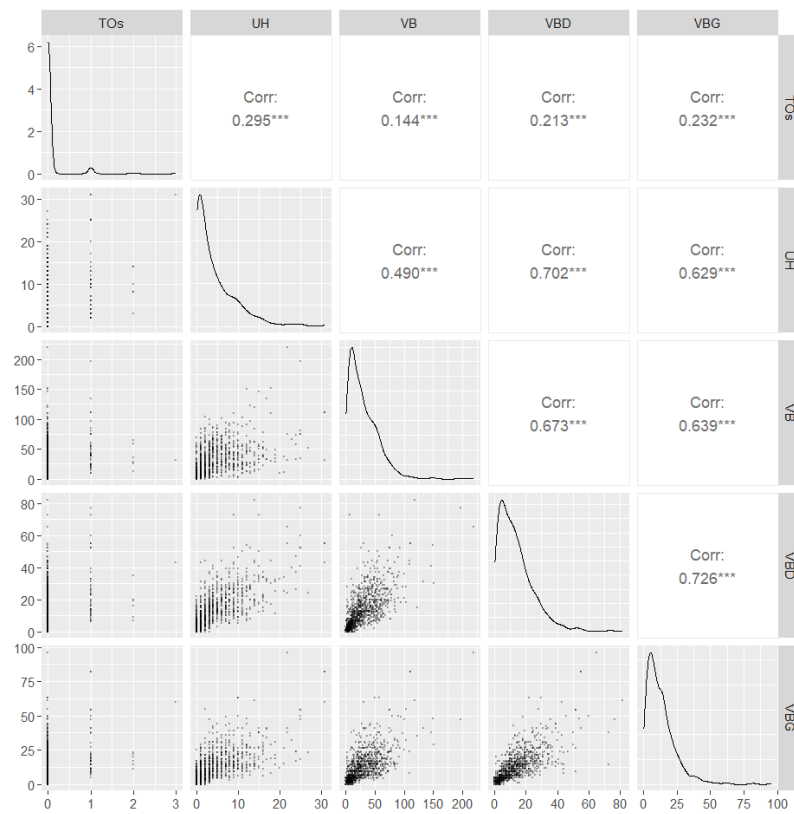 TOs UH VB VBD VBG
6
4
2
0
Corr:
0.295***
Corr:
0.144***
Corr:
0.213***
Corr:
0.232***
TOs
30
20
10
0
Corr:
0.490***
Corr:
0.702***
Corr:
0.629***
UH
200
150
100
50
0
Corr:
0.673***
Corr:
0.639***
VB
80
60
40
20
0
Corr:
0.726***
VBD
100
75
50
25
0
VBG
0 1 2 3
0 10 20 30
0 50 100 150 200
0 20 40 60 80
0 25 50 75 100